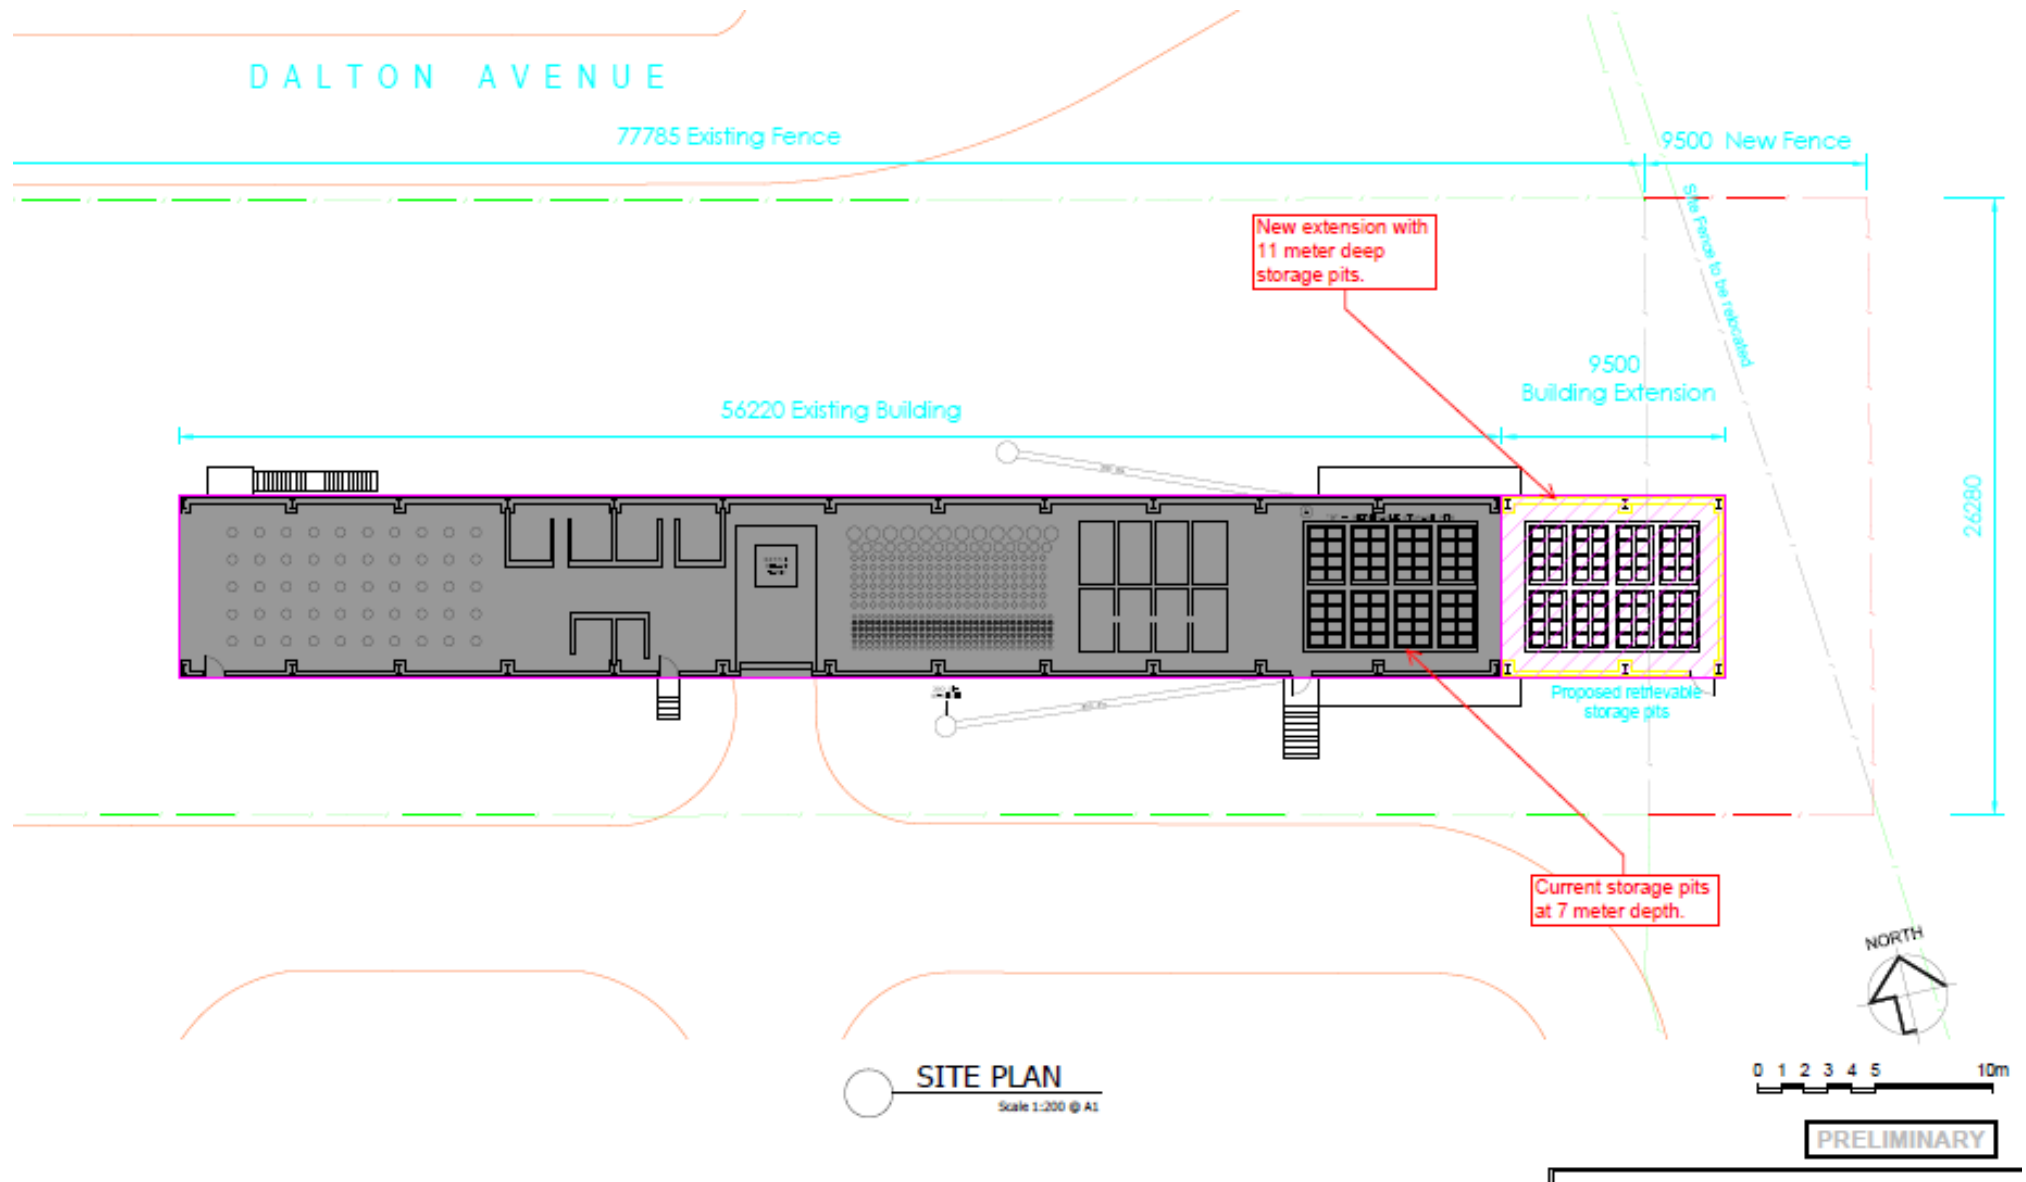 DALTON AVENUE
77785 Existing Fence
9500 New Fence
Site Fence to be relocated
New extension with
11 meter deep
storage pits.
9500
Building Extension
56220 Existing Building
26280
Proposed retrievable
storage pits
Current storage pits
at 7 meter depth.
NORTH
SITE PLAN
Scale 1:200 @ A1
0 1 2 3 4 5 10m
PRELIMINARY